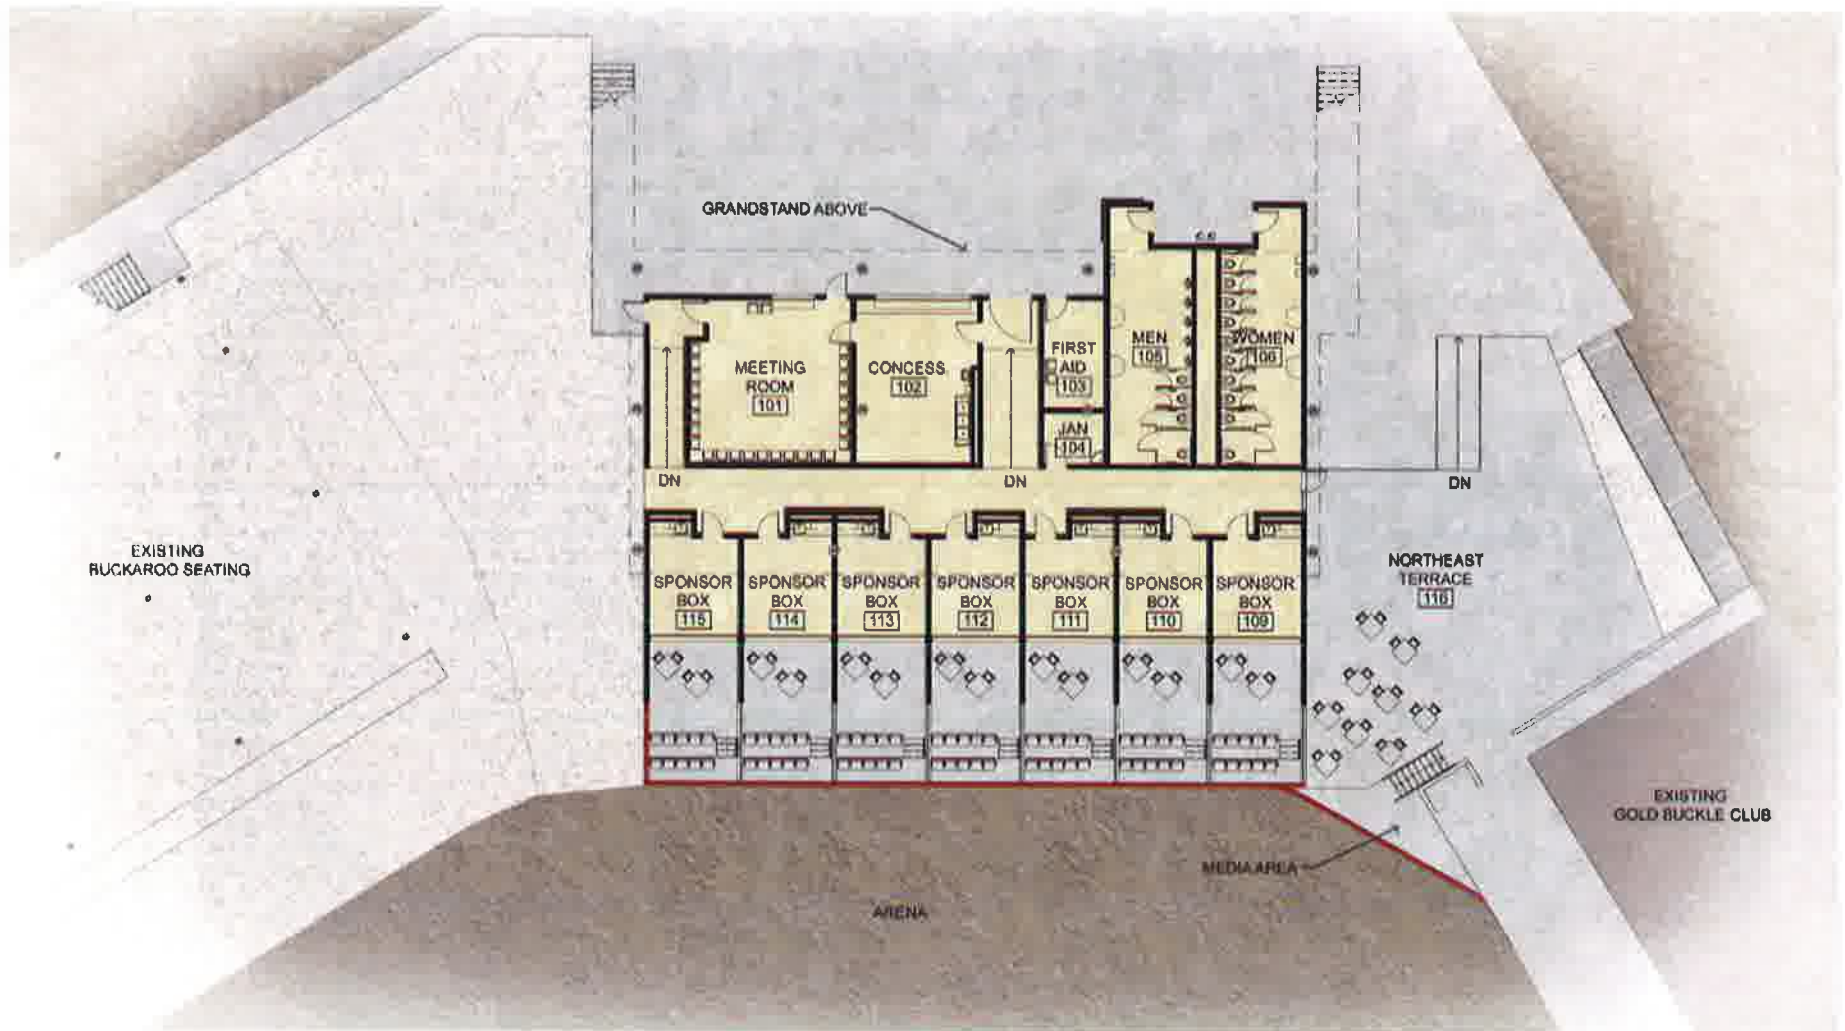 GRANDSTAND ABOVE
MEETING
ROOM
101
CONCESS
102
FIRST
AID
103
JAN
104
MEN
105
WOMEN
106
DN
DN
DN
EXISTING
BUCKAROO SEATING
SPONSOR
BOX
115
SPONSOR
BOX
114
SPONSOR
BOX
113
SPONSOR
BOX
112
SPONSOR
BOX
111
SPONSOR
BOX
110
SPONSOR
BOX
109
NORTHEAST
TERRACE
116
EXISTING
GOLD BUCKLE CLUB
MEDIA AREA
ARENA